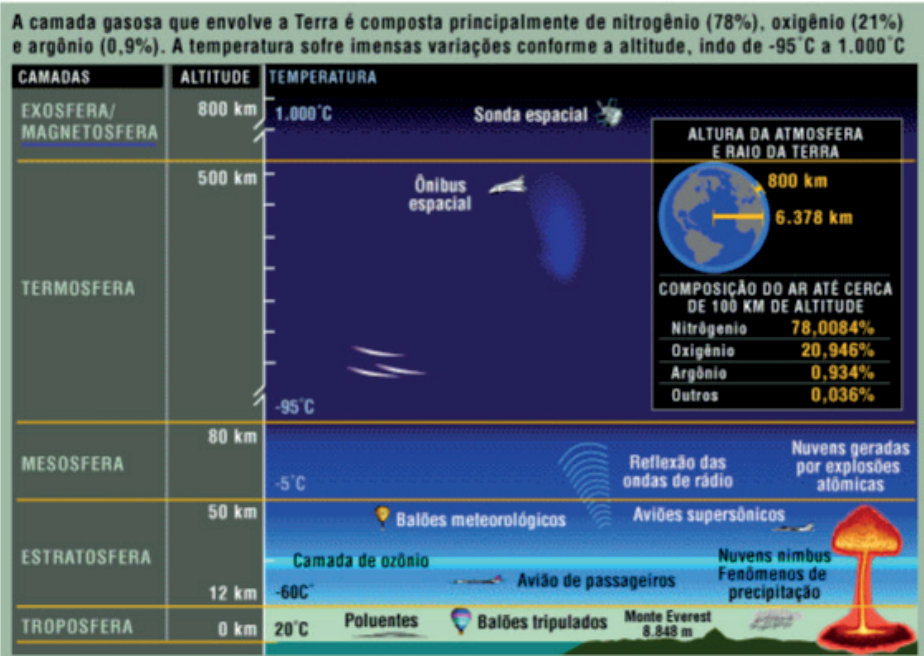 A camada gasosa que envolve a Terra é composta principalmente de nitrogênio (78%), oxigênio (21%)
e argônio (0,9%). A temperatura sofre imensas variações conforme a altitude, indo de -95°C a 1.000°C
CAMADAS ALTITUDE TEMPERATURA
EXOSFERA/
MAGNETOSFERA
800 km
1.000°C
Sonda espacial
ALTURA DA ATMOSFERA
E RAIO DA TERRA
800 km
6.378 km
COMPOSIÇÃO DO AR ATÉ CERCA
DE 100 KM DE ALTITUDE
Nitrôgenio 78,0084%
Oxigênio 20,946%
Argônio 0,934%
Outros 0,036%
500 km
Ônibus
espacial
TERMOSFERA
-95°C
80 km
MESOSFERA
-5°C
Reflexão das
ondas de rádio
Nuvens geradas
por explosões
atômicas
50 km
Balões meteorológicos
Aviões supersônicos
ESTRATOSFERA
Camada de ozônio
Avião de passageiros
Nuvens nimbus
Fenômenos de
precipitação
12 km
-60C°
TROPOSFERA
0 km
20°C
Poluentes
Balões tripulados
Monte Everest
8.848 m